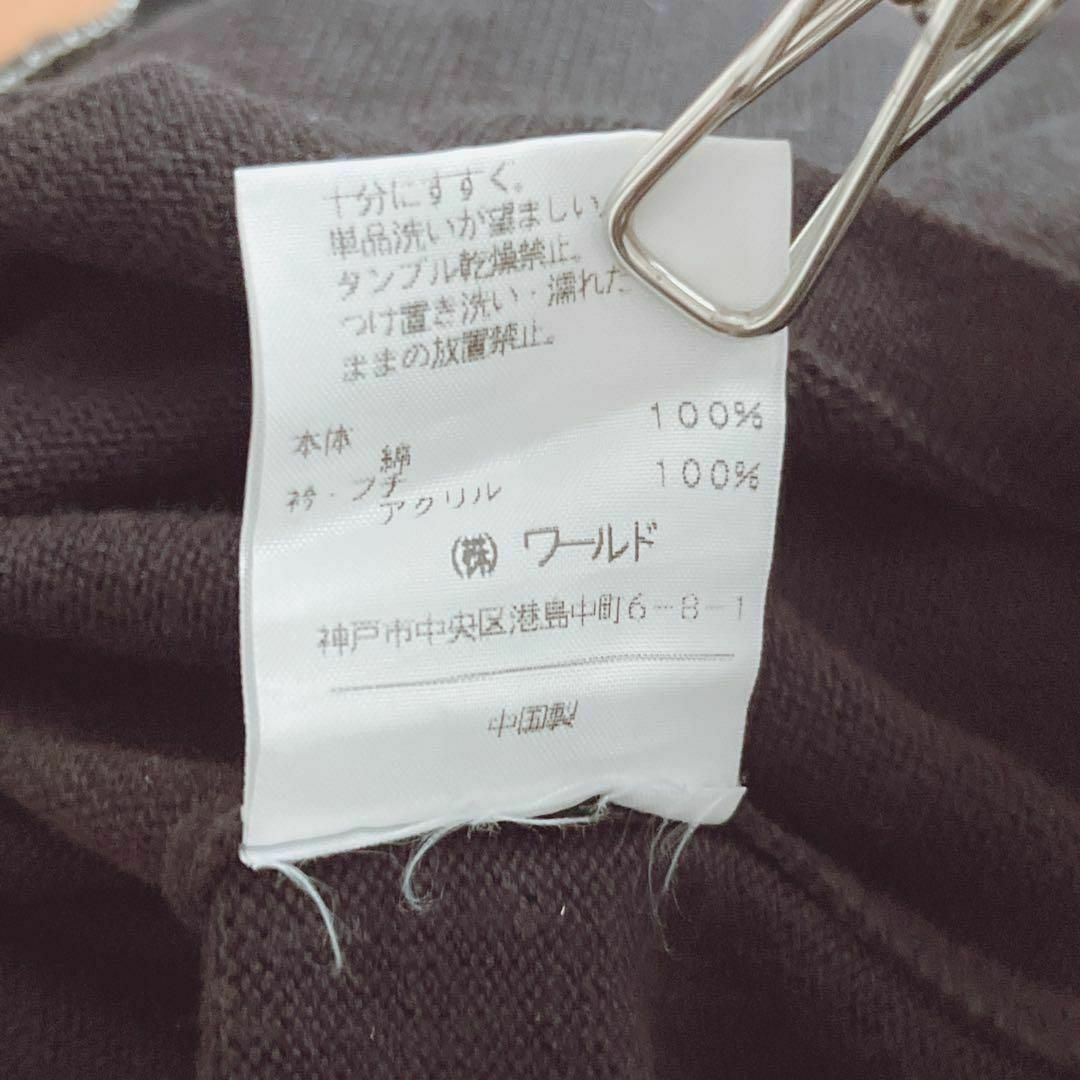 十分にすすぐ。
単品洗いが望ましい。
タンブル乾燥禁止。
つけ置き洗い・濡れた
ままの放置禁止。
本体
綿 100%
衿・フチ
アクリル 100%
㈱ ワールド
神戸市中央区港島中町6-8-1
中国製